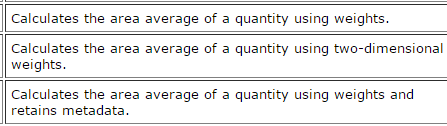 Calculates the area average of a quantity using weights.
Calculates the area average of a quantity using two-dimensional
weights.
Calculates the area average of a quantity using weights and
retains metadata.